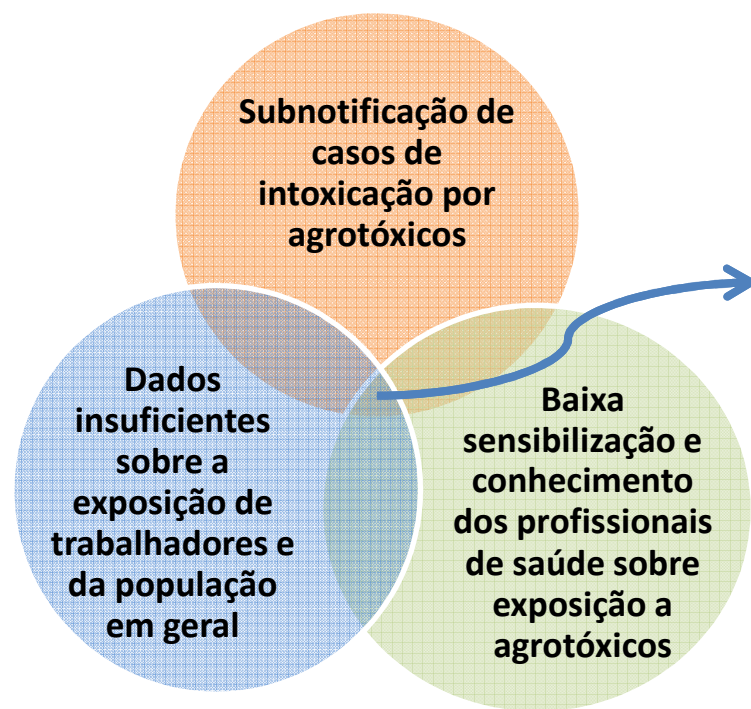 Subnotificação de
casos de
intoxicação por
agrotóxicos
Dados
insuficientes
sobre a
exposição de
trabalhadores e
da população
em geral
Baixa
sensibilização e
conhecimento
dos profissionais
de saúde sobre
exposição a
agrotóxicos